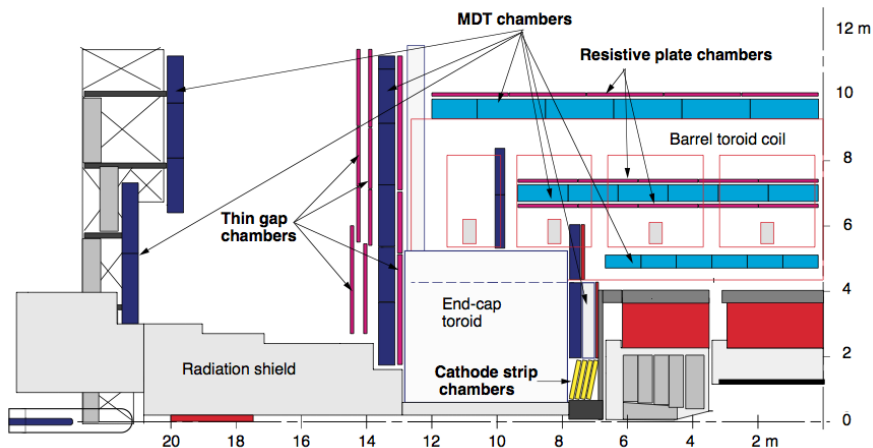 MDT chambers
12 m
Resistive plate chambers
10
Barrel toroid coil
8
Thin gap
chambers
6
4
End-cap
toroid
Radiation shield
Cathode strip
chambers
2
0
20 18 16 14 12 10 8 6 4 2 m